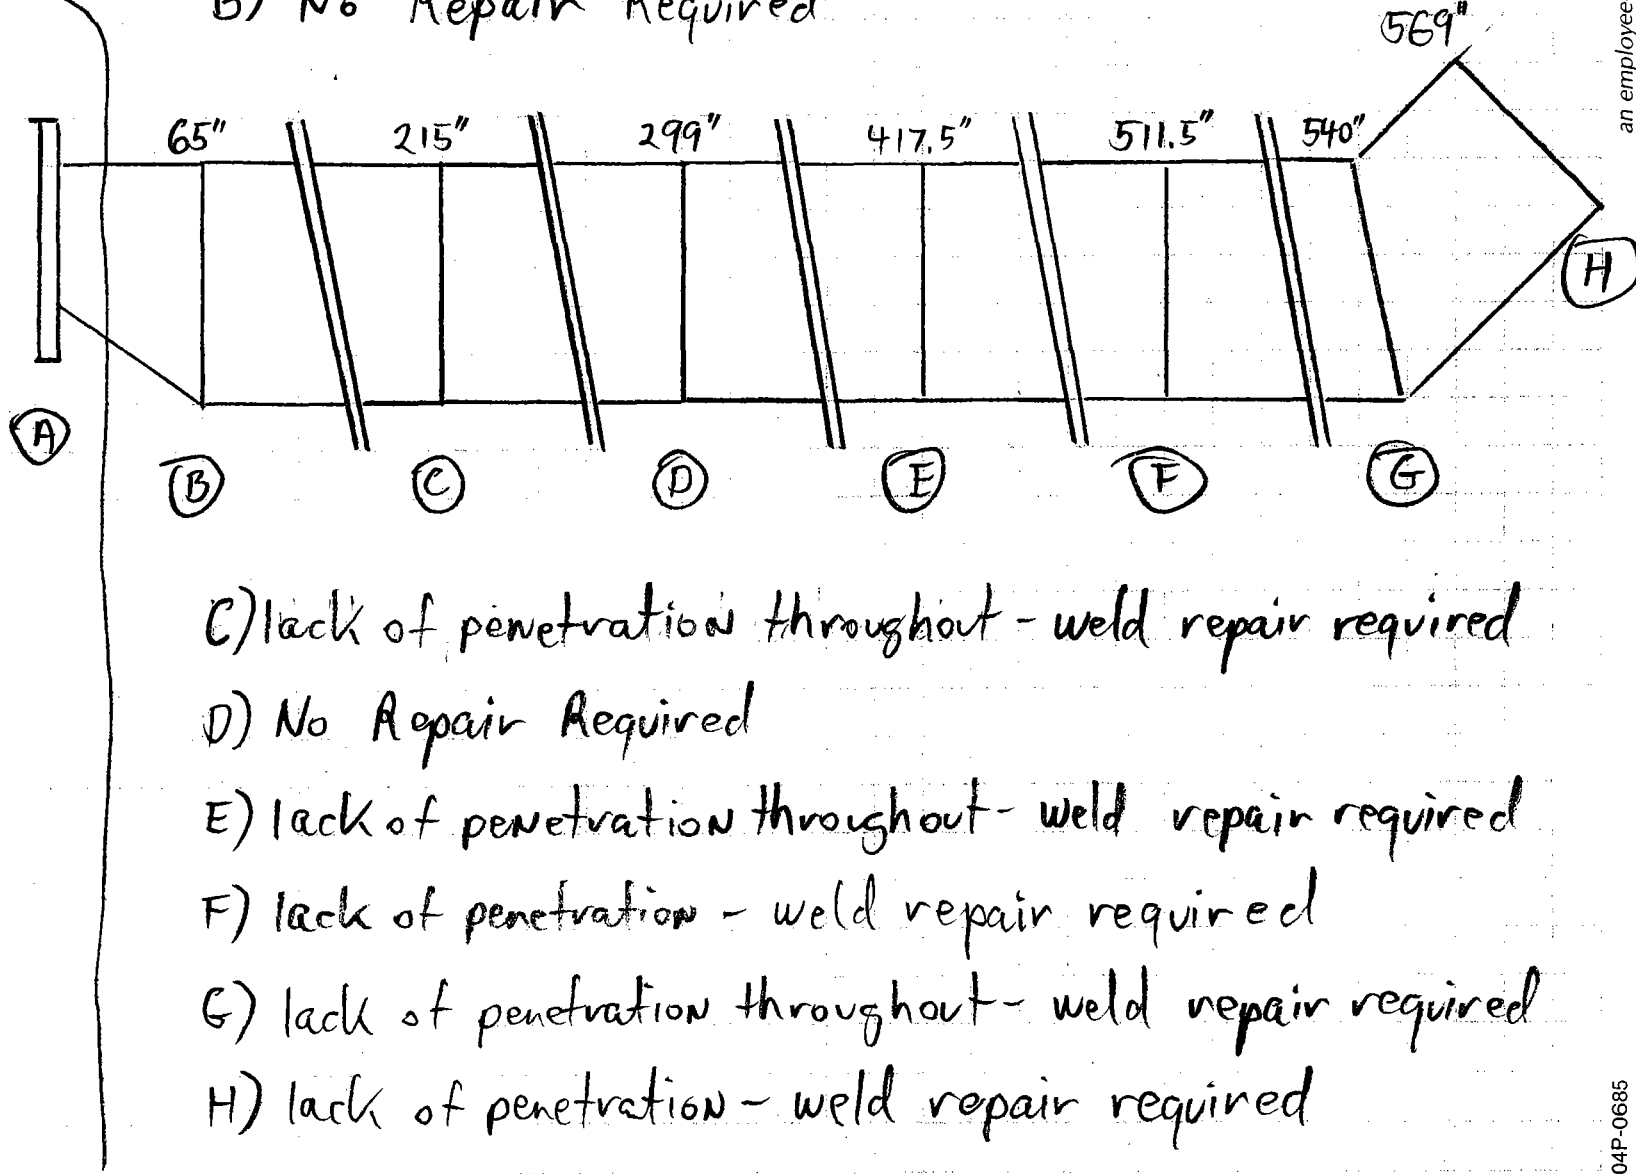 B) No Repair Required
569"
65"
215"
299"
417.5"
511.5"
540"
an employee
H
A
B
C
D
E
F
G
C) lack of penetration throughout - weld repair required
D) No Repair Required
E) lack of penetration throughout - weld repair required
F) lack of penetration - weld repair required
G) lack of penetration throughout - weld repair required
H) lack of penetration - weld repair required
04P-0685